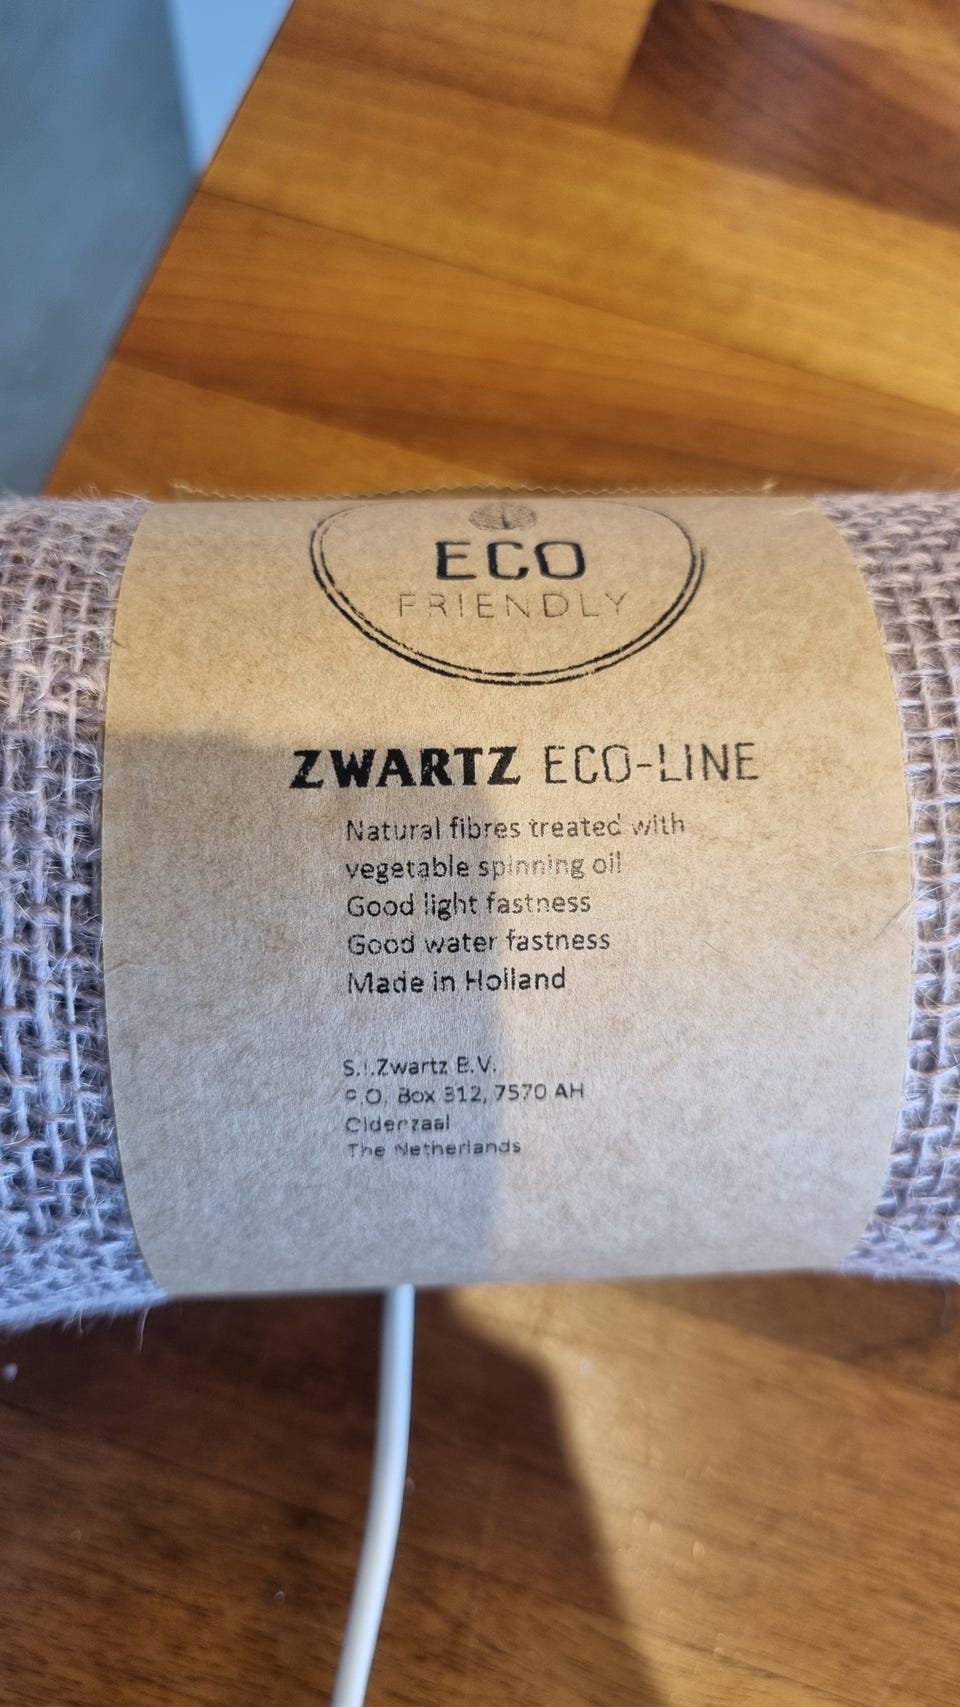 ECO
FRIENDLY
ZWARTZ ECO-LINE
Natural fibres treated with
vegetable spinning oil
Good light fastness
Good water fastness
Made in Holland
S.I.Zwartz B.V.
P.O. Box 312, 7570 AH
Oldenzaal
The Netherlands